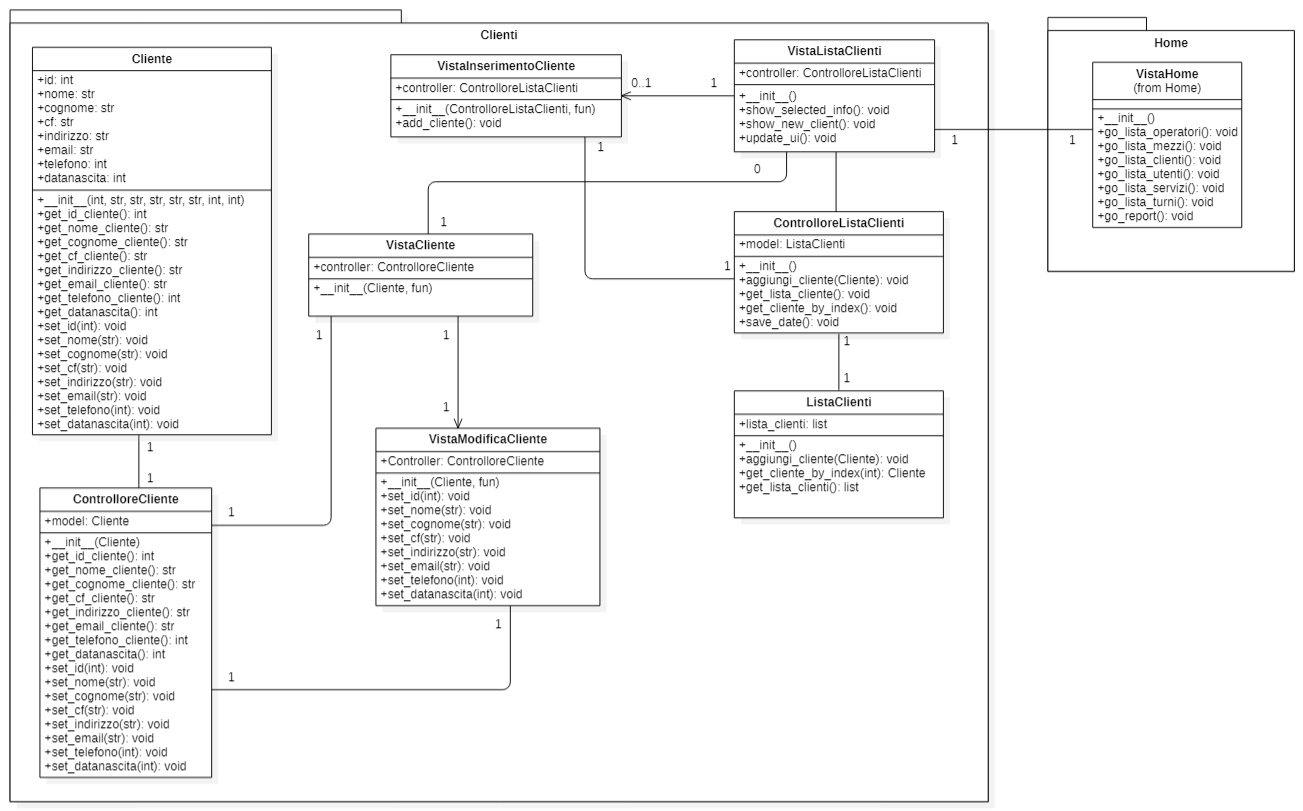 Clienti
Cliente
+id: int
+nome: str
+cognome: str
+cf: str
+indirizzo: str
+email: str
+telefono: int
+datanascita: int
+__init__(int, str, str, str, str, str, int, int)
+get_id_cliente(): int
+get_nome_cliente(): str
+get_cognome_cliente(): str
+get_cf_cliente(): str
+get_indirizzo_cliente(): str
+get_email_cliente(): str
+get_telefono_cliente(): int
+get_datanascita(): int
+set_id(int): void
+set_nome(str): void
+set_cognome(str): void
+set_cf(str): void
+set_indirizzo(str): void
+set_email(str): void
+set_telefono(int): void
+set_datanascita(int): void
1
1
ControlloreCliente
+model: Cliente
+__init__(Cliente)
+get_id_cliente(): int
+get_nome_cliente(): str
+get_cognome_cliente(): str
+get_cf_cliente(): str
+get_indirizzo_cliente(): str
+get_email_cliente(): str
+get_telefono_cliente(): int
+get_datanascita(): int
+set_id(int): void
+set_nome(str): void
+set_cognome(str): void
+set_cf(str): void
+set_indirizzo(str): void
+set_email(str): void
+set_telefono(int): void
+set_datanascita(int): void
1
1
VistaInserimentoCliente
+controller: ControlloreListaClienti
+__init__(ControlloreListaClienti, fun)
+add_cliente(): void
0..1
1
1
1
VistaCliente
+controller: ControlloreCliente
+__init__(Cliente, fun)
1
1
1
VistaModificaCliente
+Controller: ControlloreCliente
+__init__(Cliente, fun)
+set_id(int): void
+set_nome(str): void
+set_cognome(str): void
+set_cf(str): void
+set_indirizzo(str): void
+set_email(str): void
+set_telefono(int): void
+set_datanascita(int): void
1
VistaListaClienti
+controller: ControlloreListaClienti
+__init__()
+show_selected_info(): void
+show_new_client(): void
+update_ui(): void
0
1
ControlloreListaClienti
+model: ListaClienti
+__init__()
+aggiungi_cliente(Cliente): void
+get_lista_cliente(): void
+get_cliente_by_index(): void
+save_date(): void
1
1
ListaClienti
+lista_clienti: list
+__init__()
+aggiungi_cliente(Cliente): void
+get_cliente_by_index(int): Cliente
+get_lista_clienti(): list
1
1
Home
VistaHome
(from Home)
+__init__()
+go_lista_operatori(): void
+go_lista_mezzi(): void
+go_lista_clienti(): void
+go_lista_utenti(): void
+go_lista_servizi(): void
+go_lista_turni(): void
+go_report(): void